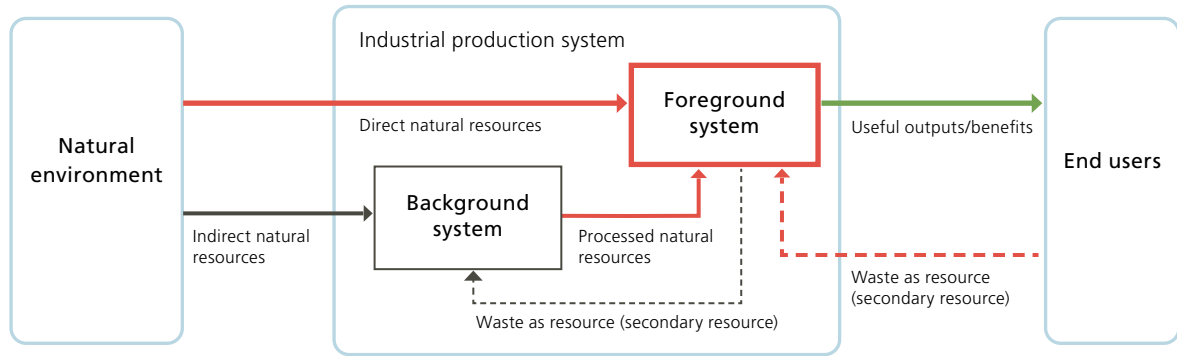 Industrial production system
Natural
environment
Direct natural resources
Foreground
system
Useful outputs/benefits
End users
Indirect natural
resources
Background
system
Processed natural
resources
Waste as resource (secondary resource)
Waste as resource
(secondary resource)